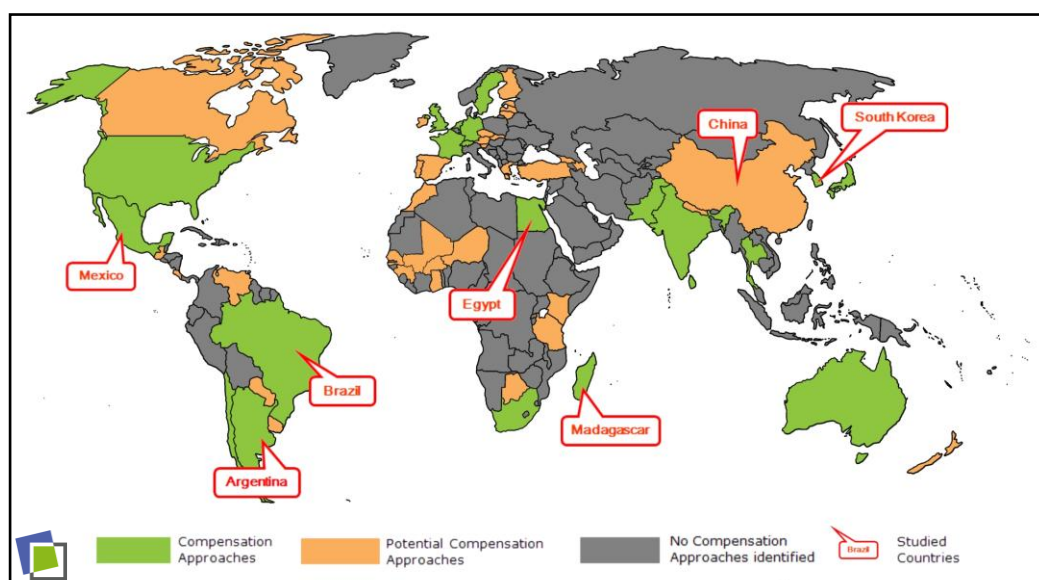 China
South Korea
Mexico
Egypt
Brazil
Madagascar
Argentina
Compensation
Approaches
Potential Compensation
Approaches
No Compensation
Approaches identified
Brazil
Studied
Countries